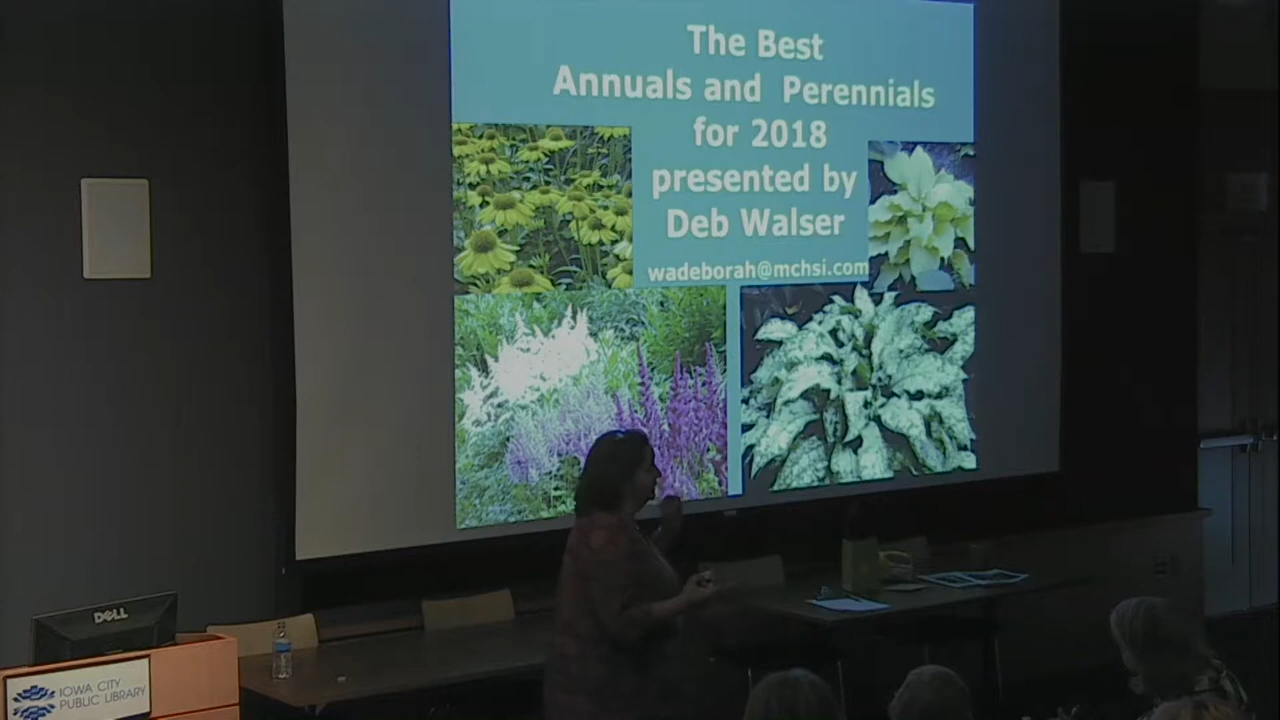 The Best
Annuals and Perennials
for 2018
presented by
Deb Walser
wadeborah@mchsi.com
DELL
IOWA CITY
PUBLIC LIBRARY